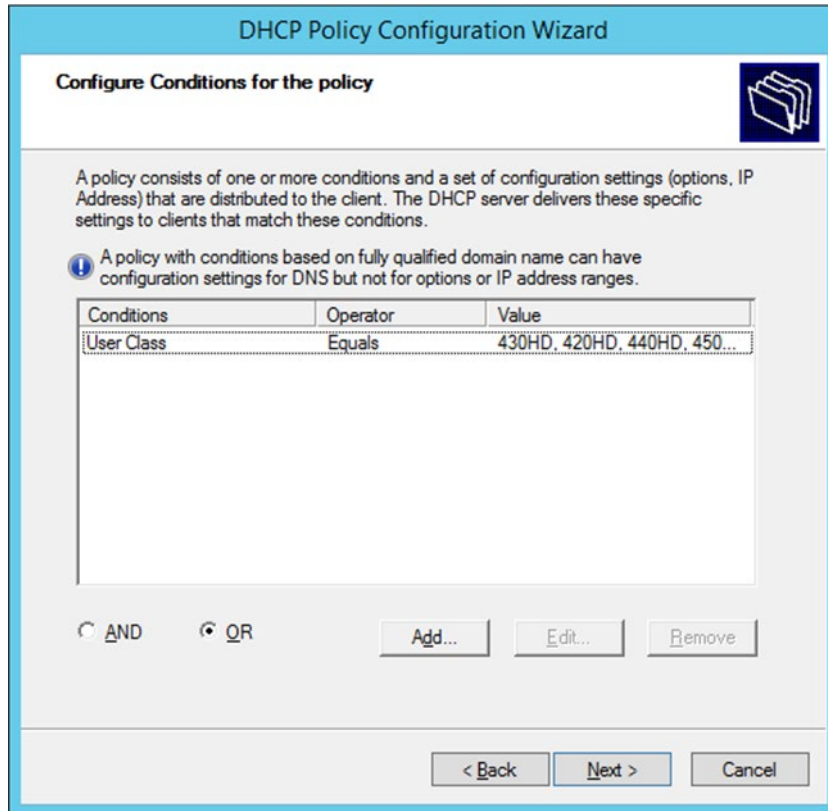 DHCP Policy Configuration Wizard
Configure Conditions for the policy
A policy consists of one or more conditions and a set of configuration settings (options, IP
Address) that are distributed to the client. The DHCP server delivers these specific
settings to clients that match these conditions.
A policy with conditions based on fully qualified domain name can have
configuration settings for DNS but not for options or IP address ranges.
Conditions Operator Value
User Class Equals 430HD, 420HD, 440HD, 450...
AND OR Add... Edit... Remove
< Back Next > Cancel